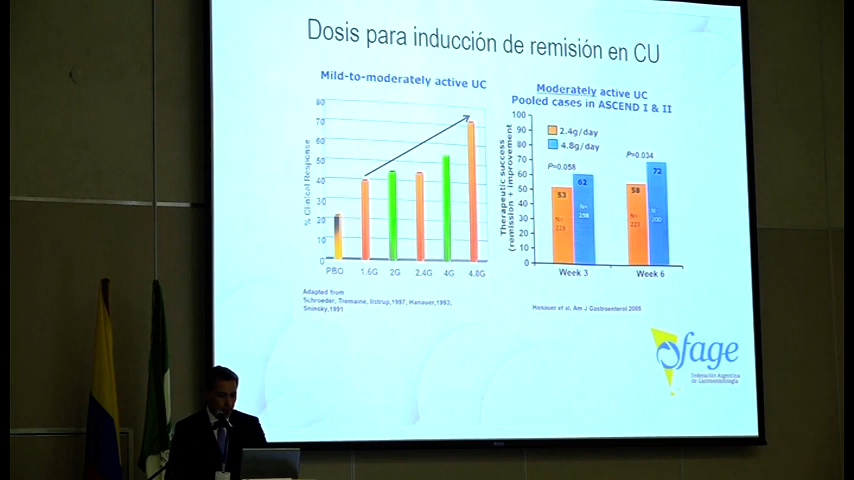 Dosis para inducción de remisión en CU
Mild-to-moderately active UC
% Clinical Response
80
70
60
50
40
30
20
10
0
PBO 1.6G 2G 2.4G 4G 4.8G
Adapted from
Schroeder, Tremaine, Ilstrup,1987, Hanauer,1993,
Sninsky,1991
Moderately active UC
Pooled cases in ASCEND I & II
Therapeutic success
(remission + improvement)
100
90
80
70
60
50
40
30
20
10
0
2.4g/day
4.8g/day
P=0.058
P=0.034
53
62
58
72
N=
N=
198
N=
223
N
200
Week 3 Week 6
Hanauer et al. Am J Gastroenterol 2005
fage
Federación Argentina
de Gastroenterología